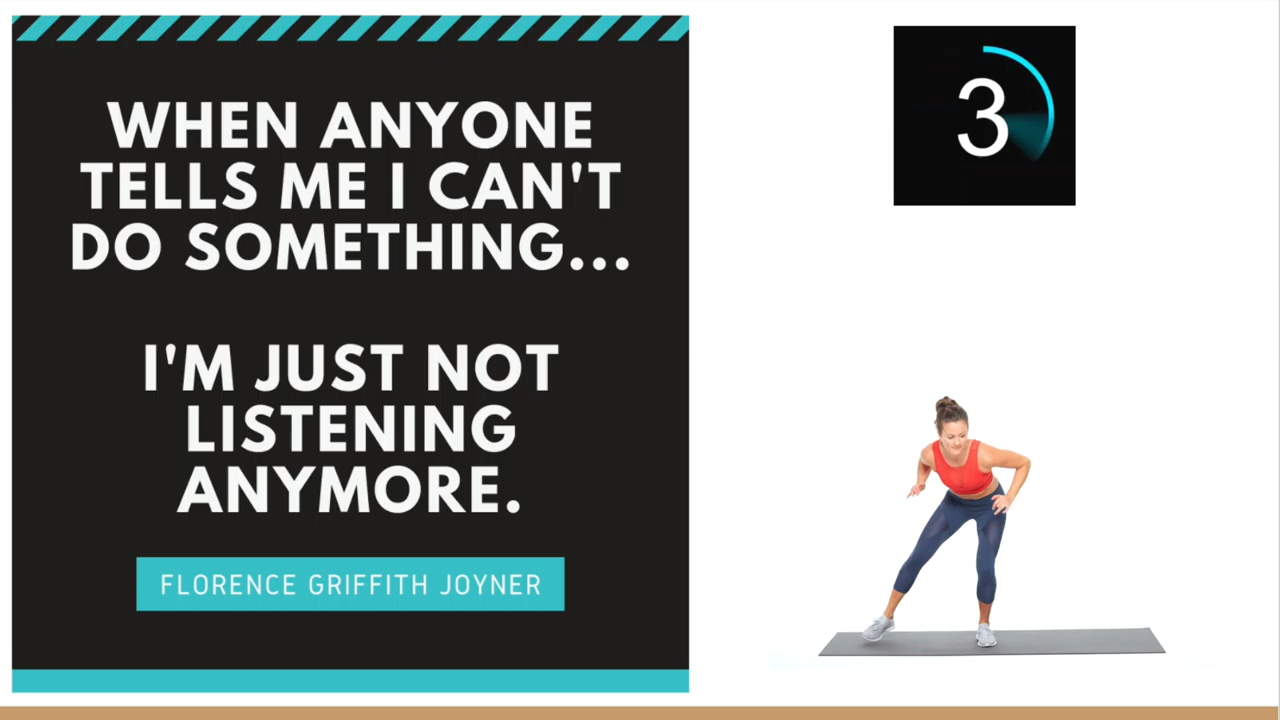 WHEN ANYONE
TELLS ME I CAN'T
DO SOMETHING...
I'M JUST NOT
LISTENING
ANYMORE.
FLORENCE GRIFFITH JOYNER
3